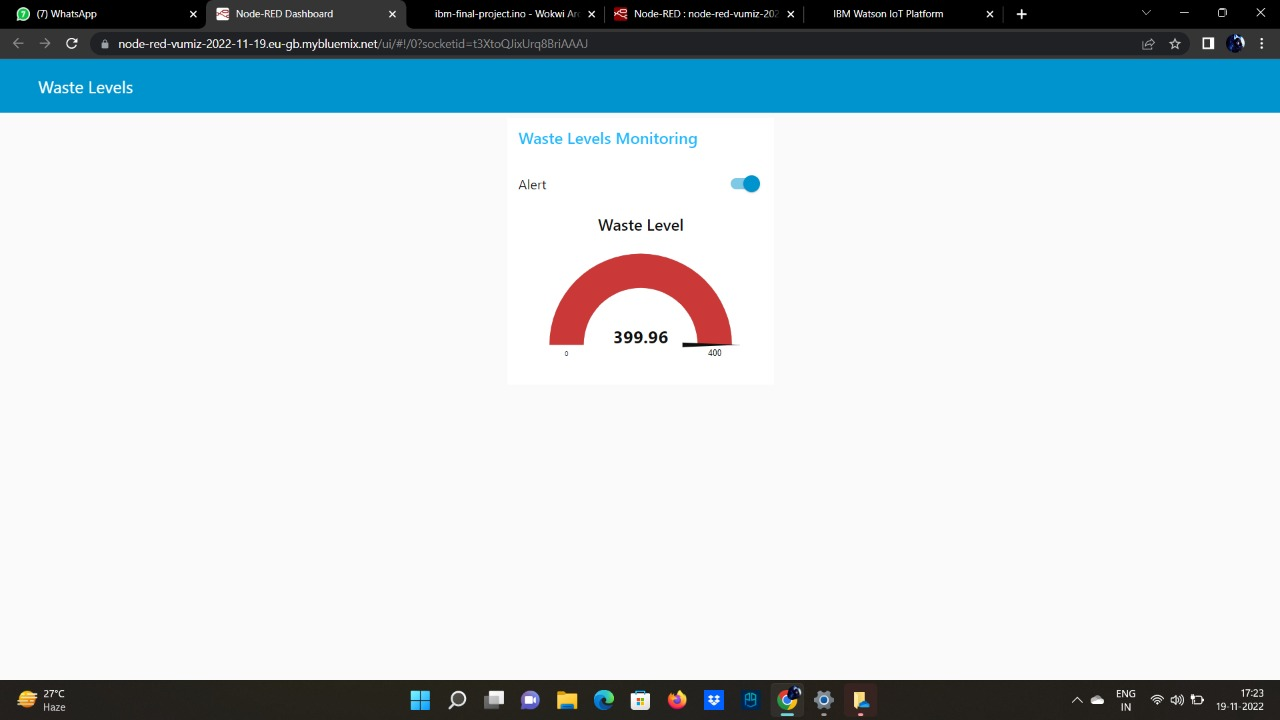 (7) WhatsApp
Node-RED Dashboard
ibm-final-project.ino - Wokwi Ar
Node-RED : node-red-vumiz-202
IBM Watson IoT Platform
node-red-vumiz-2022-11-19.eu-gb.mybluemix.net/ui/#!/0?socketid=t3XtoQJixUrq8BriAAAJ
Waste Levels
Waste Levels Monitoring
Alert
Waste Level
399.96
0
400
27°C
Haze
ENG
IN
17:23
19-11-2022